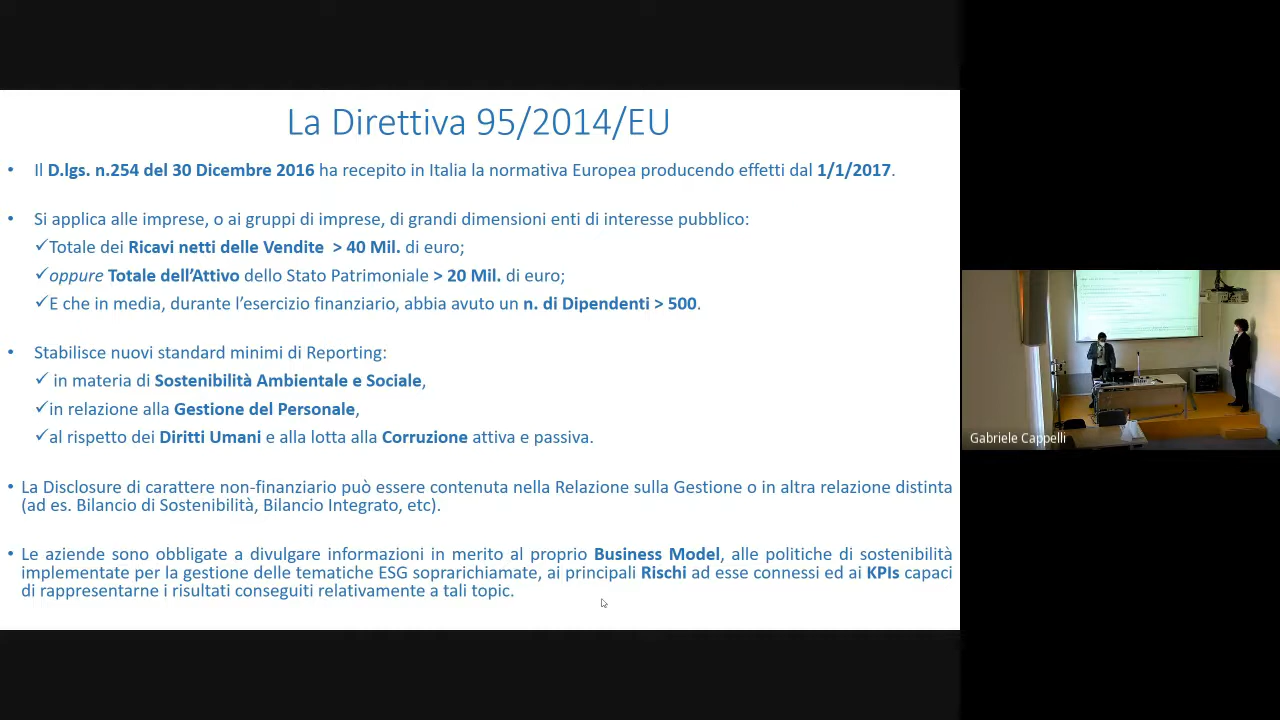 La Direttiva 95/2014/EU
• Il D.lgs. n.254 del 30 Dicembre 2016 ha recepito in Italia la normativa Europea producendo effetti dal 1/1/2017.
• Si applica alle imprese, o ai gruppi di imprese, di grandi dimensioni enti di interesse pubblico:
✓Totale dei Ricavi netti delle Vendite > 40 Mil. di euro;
✓oppure Totale dell'Attivo dello Stato Patrimoniale > 20 Mil. di euro;
✓E che in media, durante l'esercizio finanziario, abbia avuto un n. di Dipendenti > 500.
• Stabilisce nuovi standard minimi di Reporting:
✓ in materia di Sostenibilità Ambientale e Sociale,
✓in relazione alla Gestione del Personale,
✓al rispetto dei Diritti Umani e alla lotta alla Corruzione attiva e passiva.
• La Disclosure di carattere non-finanziario può essere contenuta nella Relazione sulla Gestione o in altra relazione distinta
(ad es. Bilancio di Sostenibilità, Bilancio Integrato, etc).
• Le aziende sono obbligate a divulgare informazioni in merito al proprio Business Model, alle politiche di sostenibilità
implementate per la gestione delle tematiche ESG soprarichiamate, ai principali Rischi ad esse connessi ed ai KPIs capaci
di rappresentarne i risultati conseguiti relativamente a tali topic.
Gabriele Cappelli